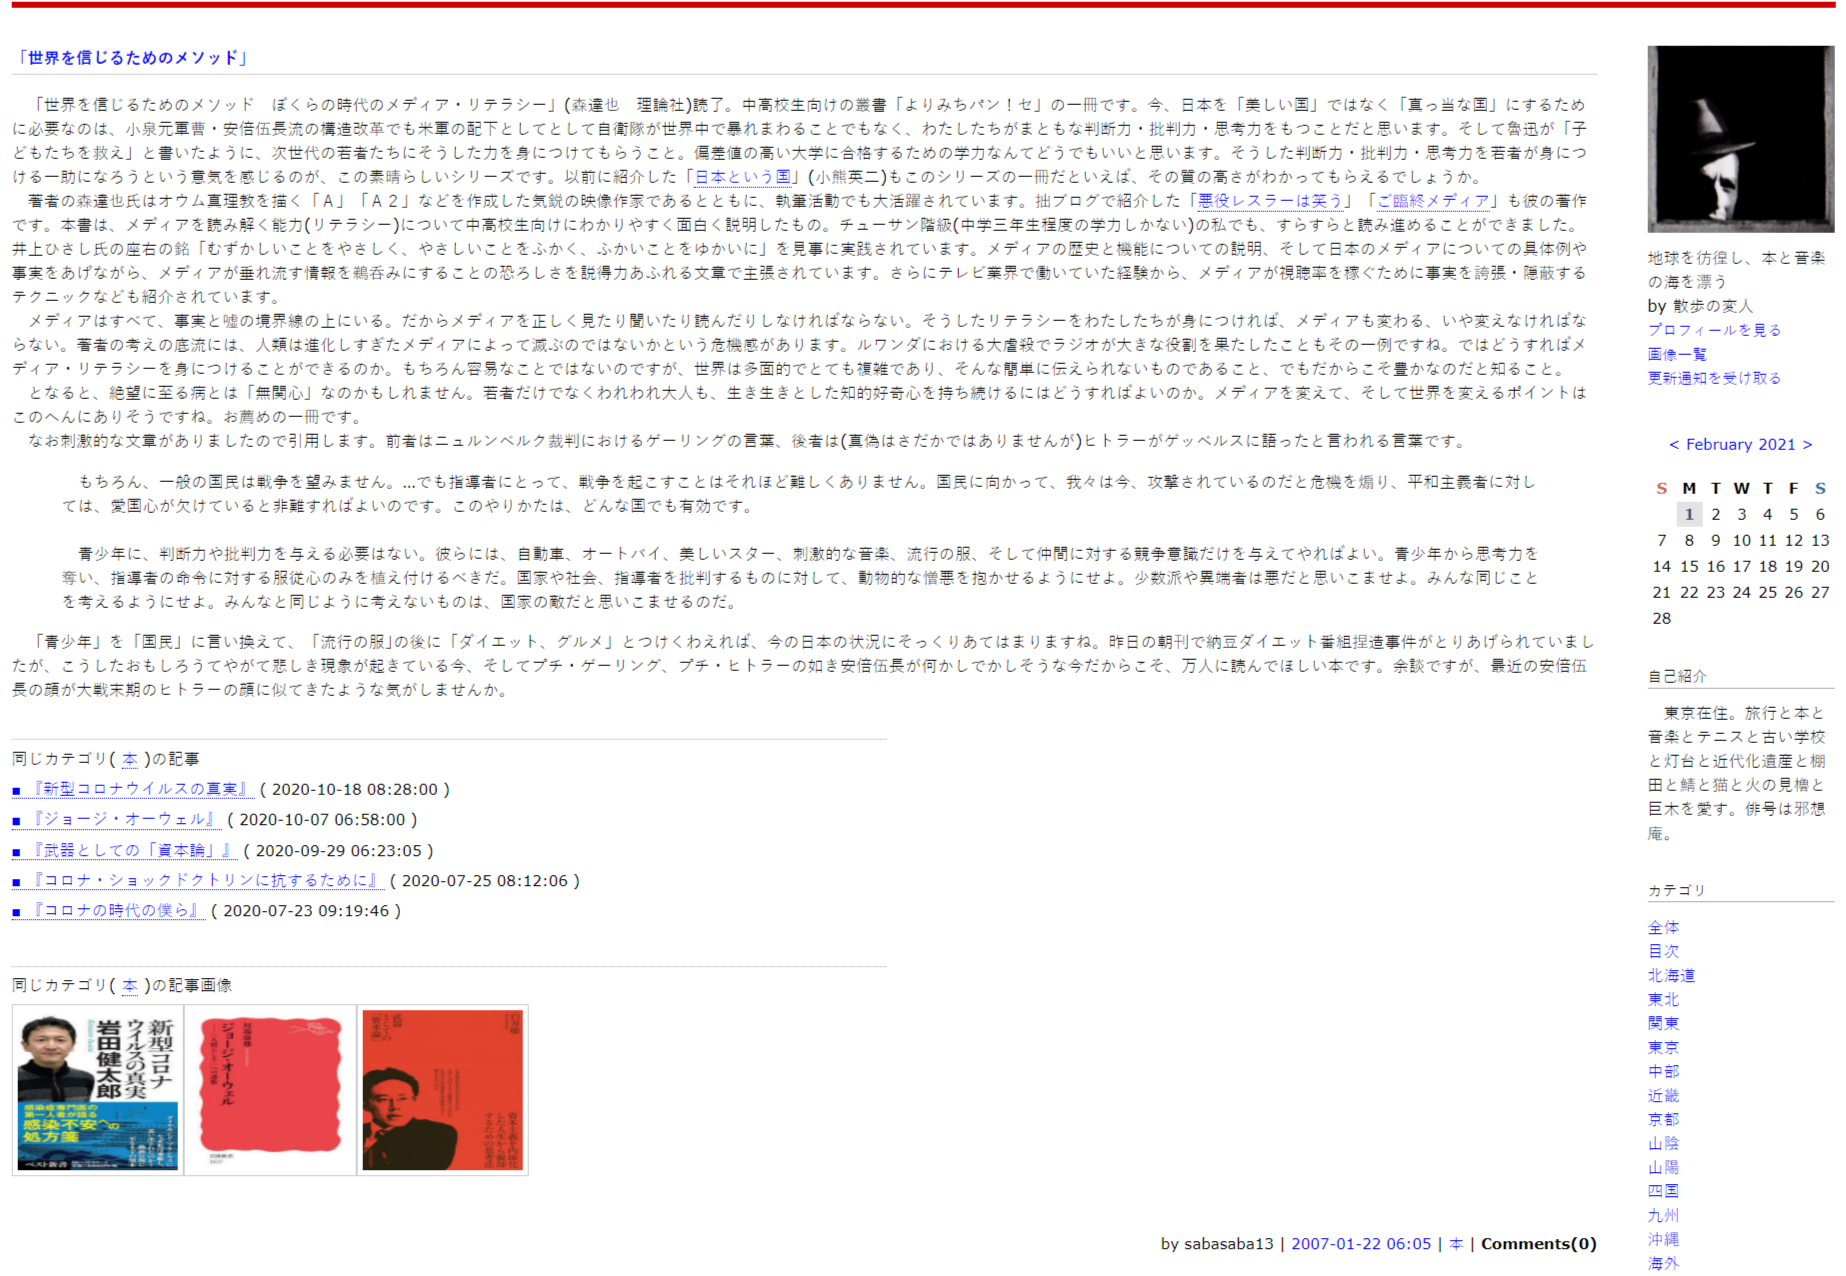 「世界を信じるためのメソッド」
「世界を信じるためのメソッド　ぼくらの時代のメディア・リテラシー」(森達也　理論社)読了。中高校生向けの叢書「よりみちパン！セ」の一冊です。今、日本を「美しい国」ではなく「真っ当な国」にするため
に必要なのは、小泉元軍曹・安倍伍長流の構造改革でも米軍の配下としてとして自衛隊が世界中で暴れまわることでもなく、わたしたちがまともな判断力・批判力・思考力をもつことだと思います。そして魯迅が「子
どもたちを救え」と書いたように、次世代の若者たちにそうした力を身につけてもらうこと。偏差値の高い大学に合格するための学力なんてどうでもいいと思います。そうした判断力・批判力・思考力を若者が身につ
ける一助になろうという意気を感じるのが、この素晴らしいシリーズです。以前に紹介した「日本という国」(小熊英二)もこのシリーズの一冊だといえば、その質の高さがわかってもらえるでしょうか。
著者の森達也氏はオウム真理教を描く「Ａ」「Ａ２」などを作成した気鋭の映像作家であるとともに、執筆活動でも大活躍されています。拙ブログで紹介した「悪役レスラーは笑う」「ご臨終メディア」も彼の著作
です。本書は、メディアを読み解く能力(リテラシー)について中高校生向けにわかりやすく面白く説明したもの。チューサン階級(中学三年生程度の学力しかない)の私でも、すらすらと読み進めることができました。
井上ひさし氏の座右の銘「むずかしいことをやさしく、やさしいことをふかく、ふかいことをゆかいに」を見事に実践されています。メディアの歴史と機能についての説明、そして日本のメディアについての具体例や
事実をあげながら、メディアが垂れ流す情報を鵜呑みにすることの恐ろしさを説得力あふれる文章で主張されています。さらにテレビ業界で働いていた経験から、メディアが視聴率を稼ぐために事実を誇張・隠蔽する
テクニックなども紹介されています。
メディアはすべて、事実と嘘の境界線の上にいる。だからメディアを正しく見たり聞いたり読んだりしなければならない。そうしたリテラシーをわたしたちが身につければ、メディアも変わる、いや変えなければな
らない。著者の考えの底流には、人類は進化しすぎたメディアによって滅ぶのではないかという危機感があります。ルワンダにおける大虐殺でラジオが大きな役割を果たしたこともその一例ですね。ではどうすればメ
ディア・リテラシーを身につけることができるのか。もちろん容易なことではないのですが、世界は多面的でとても複雑であり、そんな簡単に伝えられないものであること、でもだからこそ豊かなのだと知ること。
となると、絶望に至る病とは「無関心」なのかもしれません。若者だけでなくわれわれ大人も、生き生きとした知的好奇心を持ち続けるにはどうすればよいのか。メディアを変えて、そして世界を変えるポイントは
このへんにありそうですね。お薦めの一冊です。
なお刺激的な文章がありましたので引用します。前者はニュルンベルク裁判におけるゲーリングの言葉、後者は(真偽はさだかではありませんが)ヒトラーがゲッベルスに語ったと言われる言葉です。
もちろん、一般の国民は戦争を望みません。...でも指導者にとって、戦争を起こすことはそれほど難しくありません。国民に向かって、我々は今、攻撃されているのだと危機を煽り、平和主義者に対し
ては、愛国心が欠けていると非難すればよいのです。このやりかたは、どんな国でも有効です。
青少年に、判断力や批判力を与える必要はない。彼らには、自動車、オートバイ、美しいスター、刺激的な音楽、流行の服、そして仲間に対する競争意識だけを与えてやればよい。青少年から思考力を
奪い、指導者の命令に対する服従心のみを植え付けるべきだ。国家や社会、指導者を批判するものに対して、動物的な憎悪を抱かせるようにせよ。少数派や異端者は悪だと思いこませよ。みんな同じこと
を考えるようにせよ。みんなと同じように考えないものは、国家の敵だと思いこませるのだ。
「青少年」を「国民」に言い換えて、「流行の服｣の後に「ダイエット、グルメ」とつけくわえれば、今の日本の状況にそっくりあてはまりますね。昨日の朝刊で納豆ダイエット番組捏造事件がとりあげられていまし
たが、こうしたおもしろうてやがて悲しき現象が起きている今、そしてプチ・ゲーリング、プチ・ヒトラーの如き安倍伍長が何かしでかしそうな今だからこそ、万人に読んでほしい本です。余談ですが、最近の安倍伍
長の顔が大戦末期のヒトラーの顔に似てきたような気がしませんか。
同じカテゴリ( 本 )の記事
■ 『新型コロナウイルスの真実』 ( 2020-10-18 08:28:00 )
■ 『ジョージ・オーウェル』 ( 2020-10-07 06:58:00 )
■ 『武器としての「資本論」』 ( 2020-09-29 06:23:05 )
■ 『コロナ・ショックドクトリンに抗するために』 ( 2020-07-25 08:12:06 )
■ 『コロナの時代の僕ら』 ( 2020-07-23 09:19:46 )
同じカテゴリ( 本 )の記事画像
新型コロナ
ウイルスの真実
岩田健太郎
感染症専門医の
第一人者が語る
感染不安への
処方箋
ベスト新書
ジョージ・オーウェル
武器
としての
「資本論」
白井聡
by sabasaba13 | 2007-01-22 06:05 | 本 | Comments(0)
地球を彷徨し、本と音楽
の海を漂う
by 散歩の変人
プロフィールを見る
画像一覧
更新通知を受け取る
< February 2021 >
S M T W T F S
1 2 3 4 5 6
7 8 9 10 11 12 13
14 15 16 17 18 19 20
21 22 23 24 25 26 27
28
自己紹介
東京在住。旅行と本と
音楽とテニスと古い学校
と灯台と近代化遺産と棚
田と鯖と猫と火の見櫓と
巨木を愛す。俳号は邪想
庵。
カテゴリ
全体
目次
北海道
東北
関東
東京
中部
近畿
京都
山陰
山陽
四国
九州
沖縄
海外